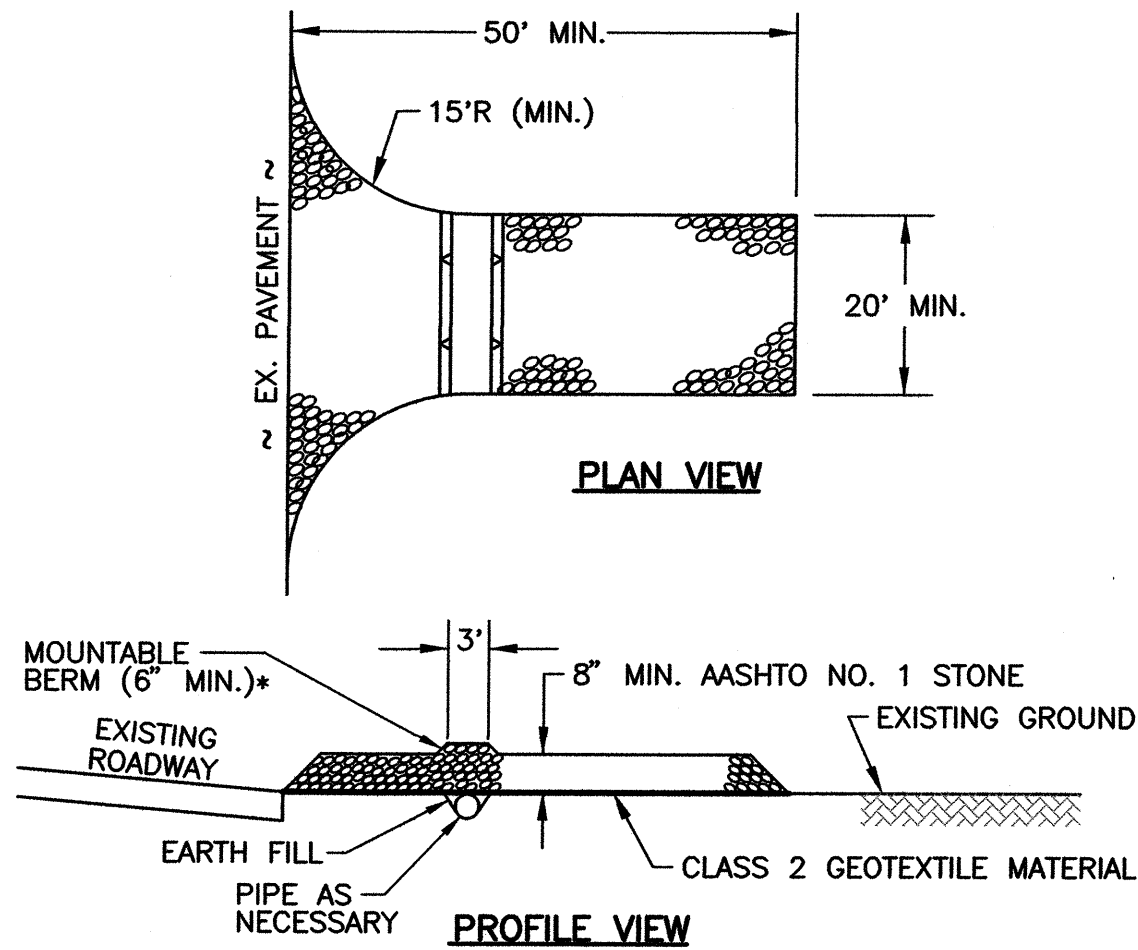 50' MIN.
15'R (MIN.)
~ EX. PAVEMENT ~
20' MIN.
PLAN VIEW
3'
MOUNTABLE
BERM (6" MIN.)*
8" MIN. AASHTO NO. 1 STONE
EXISTING GROUND
EXISTING
ROADWAY
EARTH FILL
CLASS 2 GEOTEXTILE MATERIAL
PIPE AS
NECESSARY
PROFILE VIEW